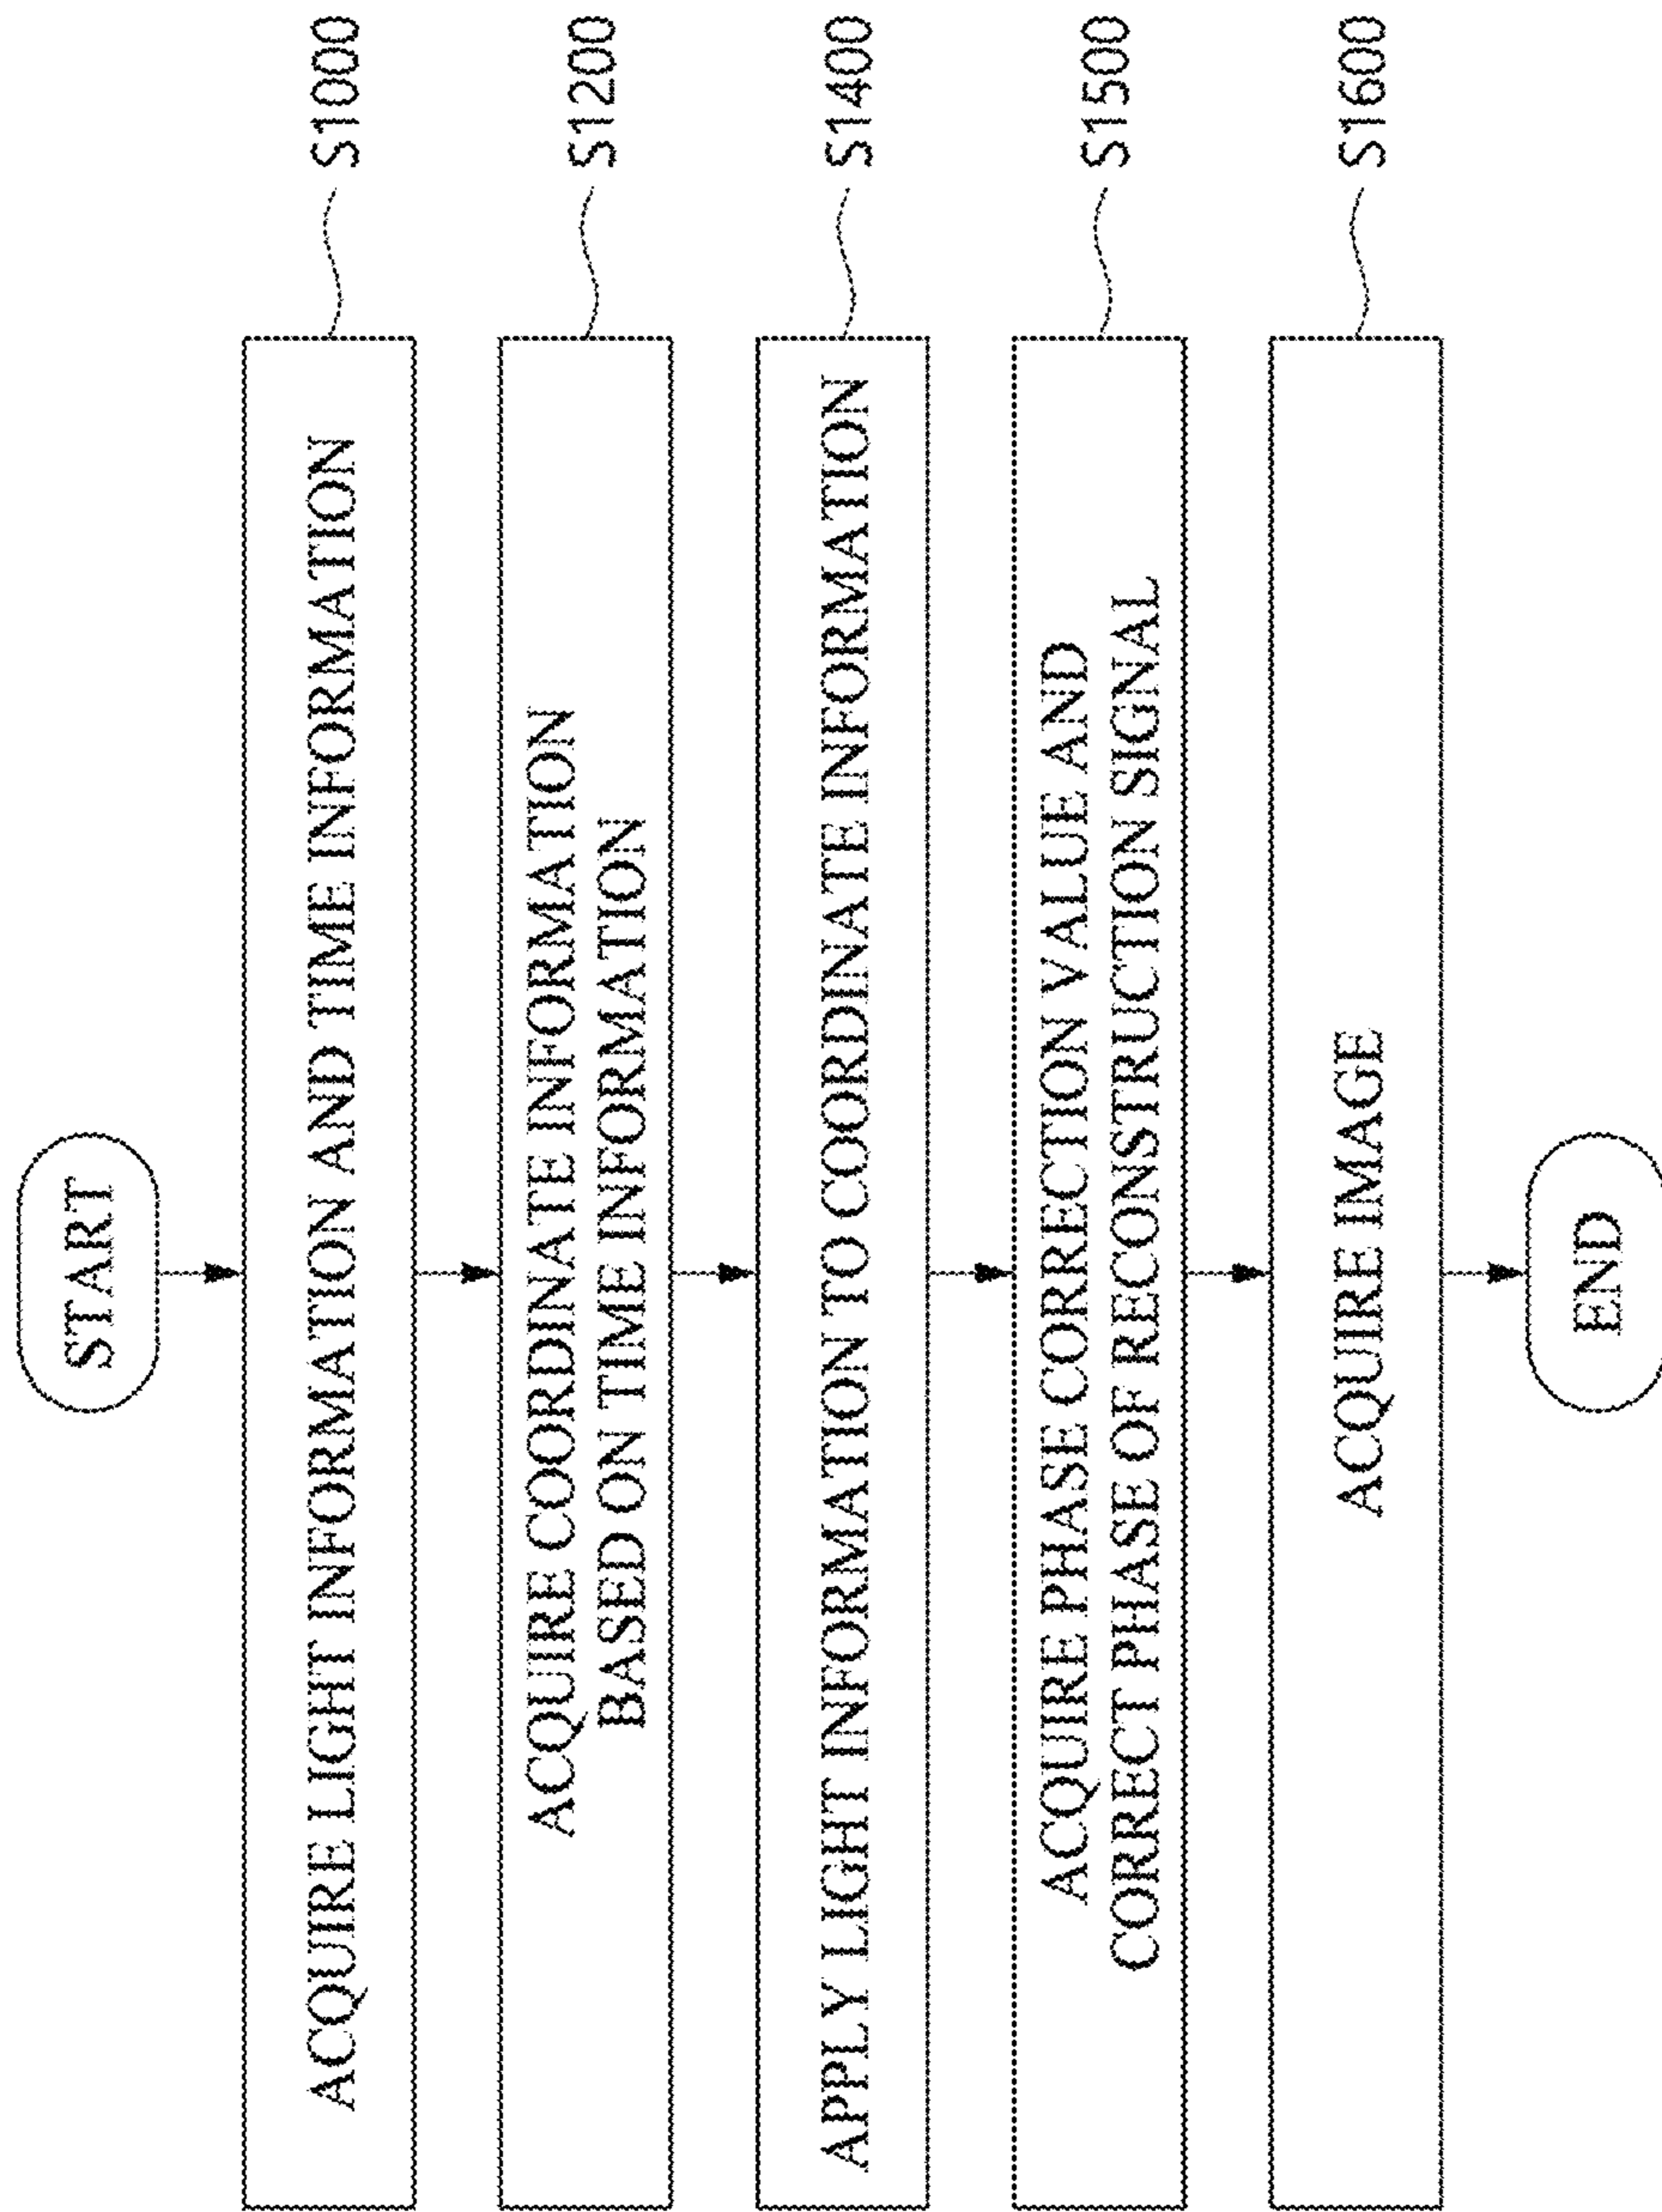 START
ACQUIRE LIGHT INFORMATION AND TIME INFORMATION
S1000
ACQUIRE COORDINATE INFORMATION
BASED ON TIME INFORMATION
S1200
APPLY LIGHT INFORMATION TO COORDINATE INFORMATION
S1400
ACQUIRE PHASE CORRECTION VALUE AND
CORRECT PHASE OF RECONSTRUCTION SIGNAL
S1500
ACQUIRE IMAGE
S1600
END